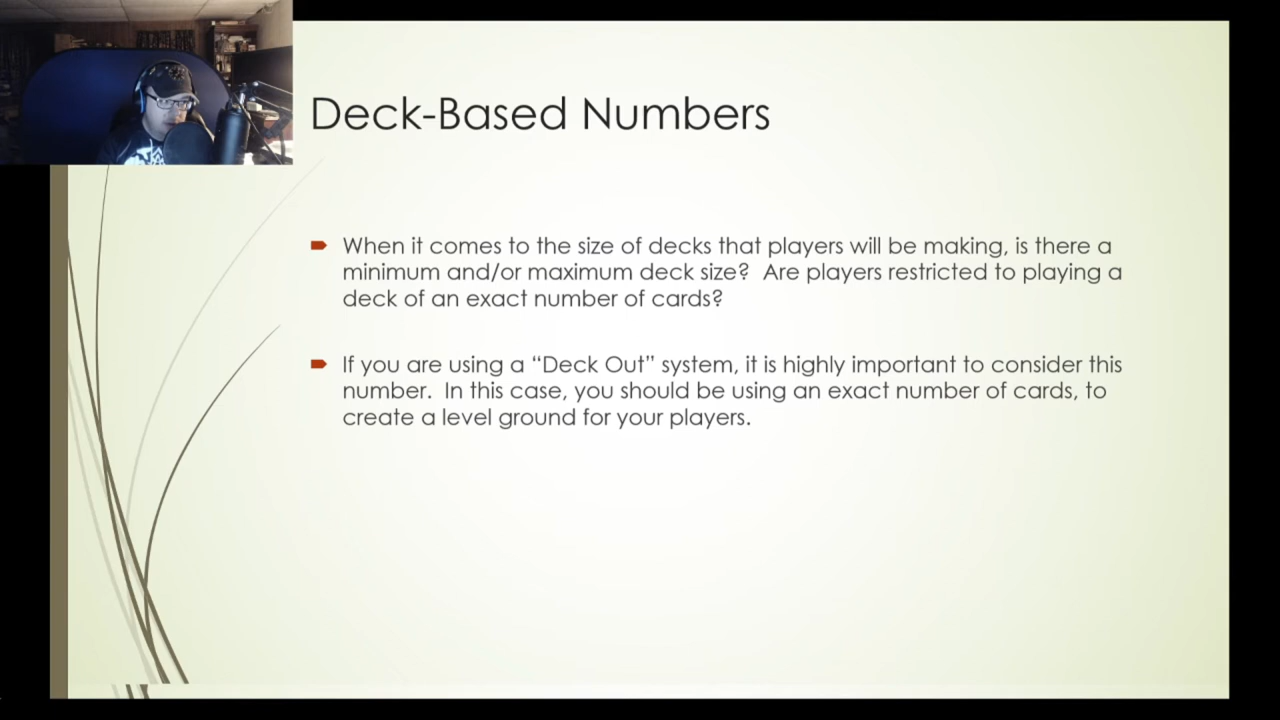 Deck-Based Numbers
When it comes to the size of decks that players will be making, is there a
minimum and/or maximum deck size?  Are players restricted to playing a
deck of an exact number of cards?
If you are using a “Deck Out” system, it is highly important to consider this
number.  In this case, you should be using an exact number of cards, to
create a level ground for your players.